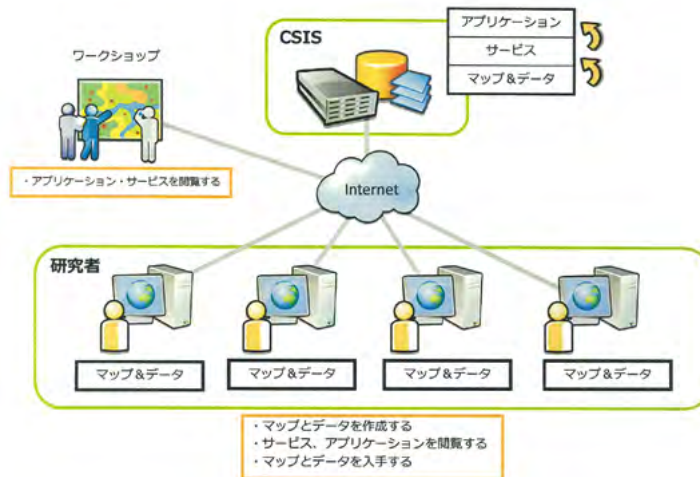 CSIS
アプリケーション
サービス
マップ&データ
ワークショップ
・アプリケーション・サービスを閲覧する
Internet
研究者
マップ&データ
マップ&データ
マップ&データ
マップ&データ
・マップとデータを作成する
・サービス、アプリケーションを閲覧する
・マップとデータを入手する